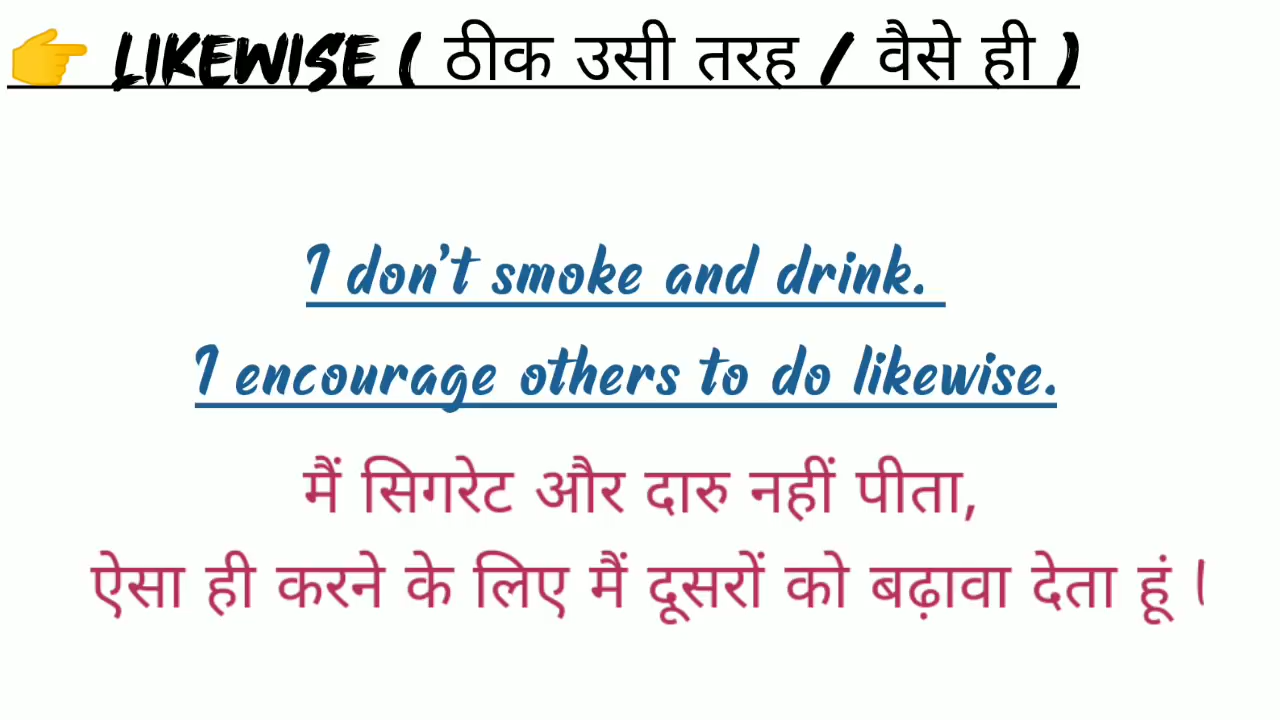 👉 LIKEWISE ( ठीक उसी तरह / वैसे ही )
I don't smoke and drink.
I encourage others to do likewise.
मैं सिगरेट और दारु नहीं पीता,
ऐसा ही करने के लिए मैं दूसरों को बढ़ावा देता हूं ।